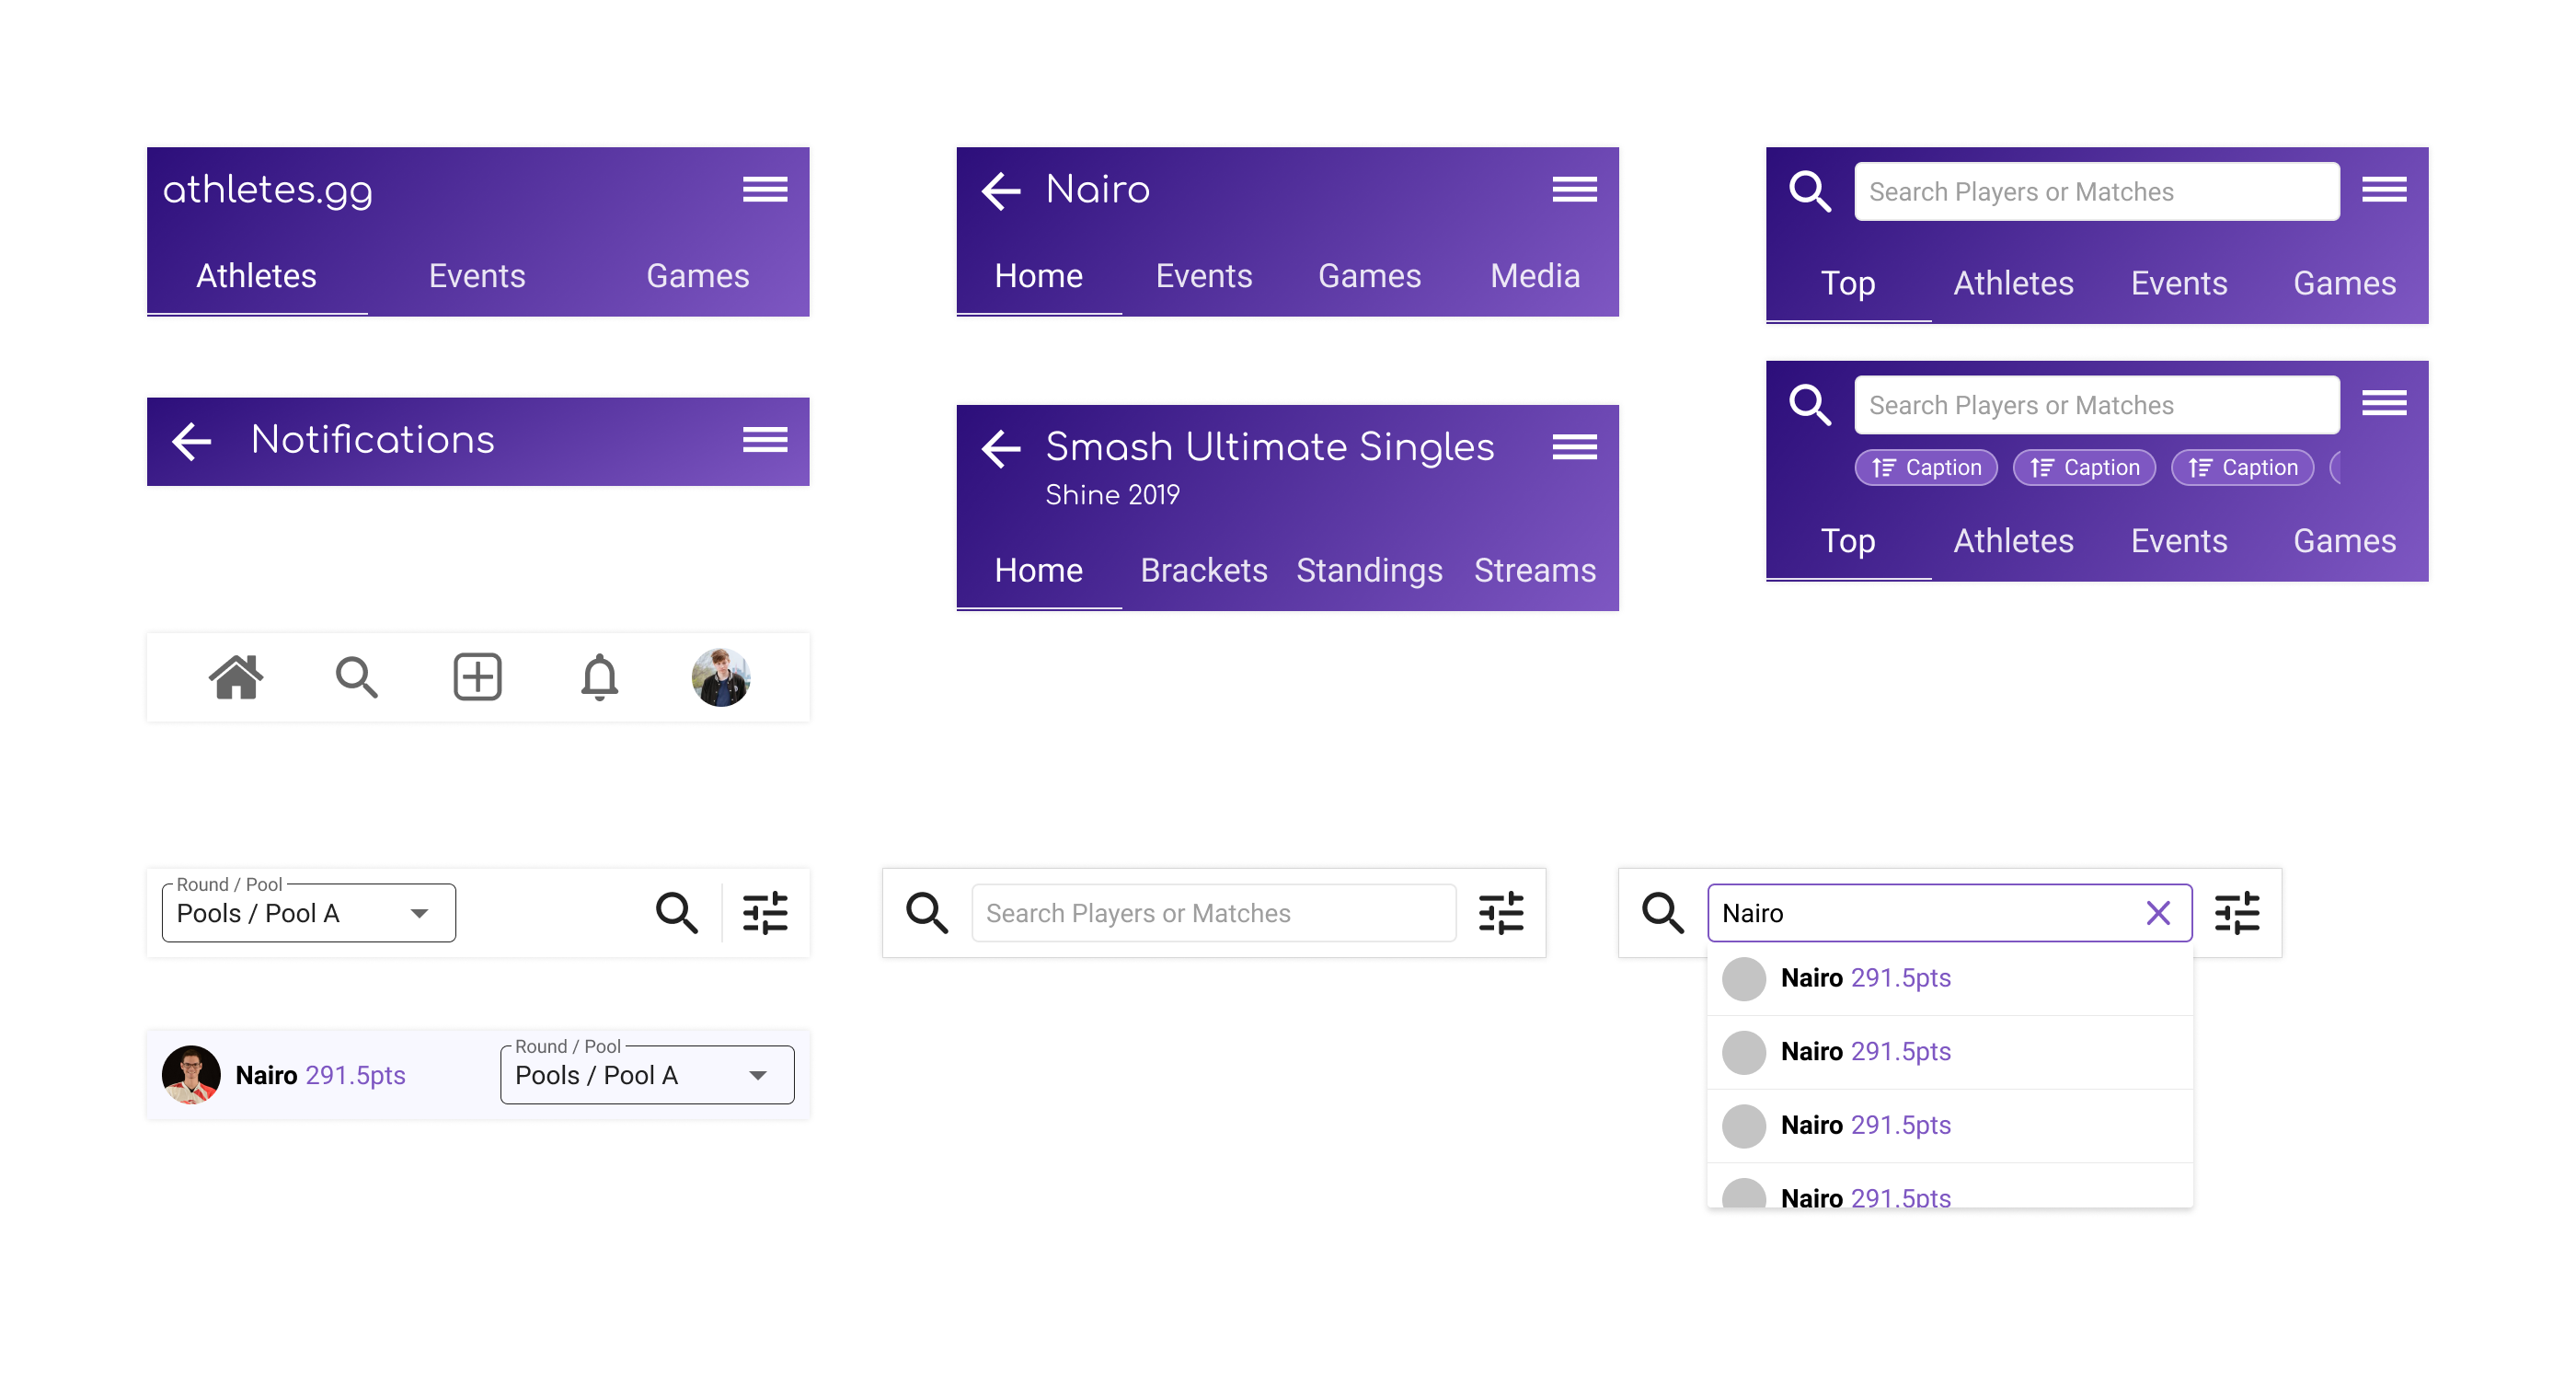 athletes.gg
Athletes Events Games
Notifications
Nairo
Home Events Games Media
Smash Ultimate Singles
Shine 2019
Home Brackets Standings Streams
Search Players or Matches
Top Athletes Events Games
Search Players or Matches
Caption Caption Caption
Top Athletes Events Games
Round / Pool
Pools / Pool A
Nairo 291.5pts
Round / Pool
Pools / Pool A
Search Players or Matches
Nairo
Nairo 291.5pts
Nairo 291.5pts
Nairo 291.5pts
Nairo 291.5pts